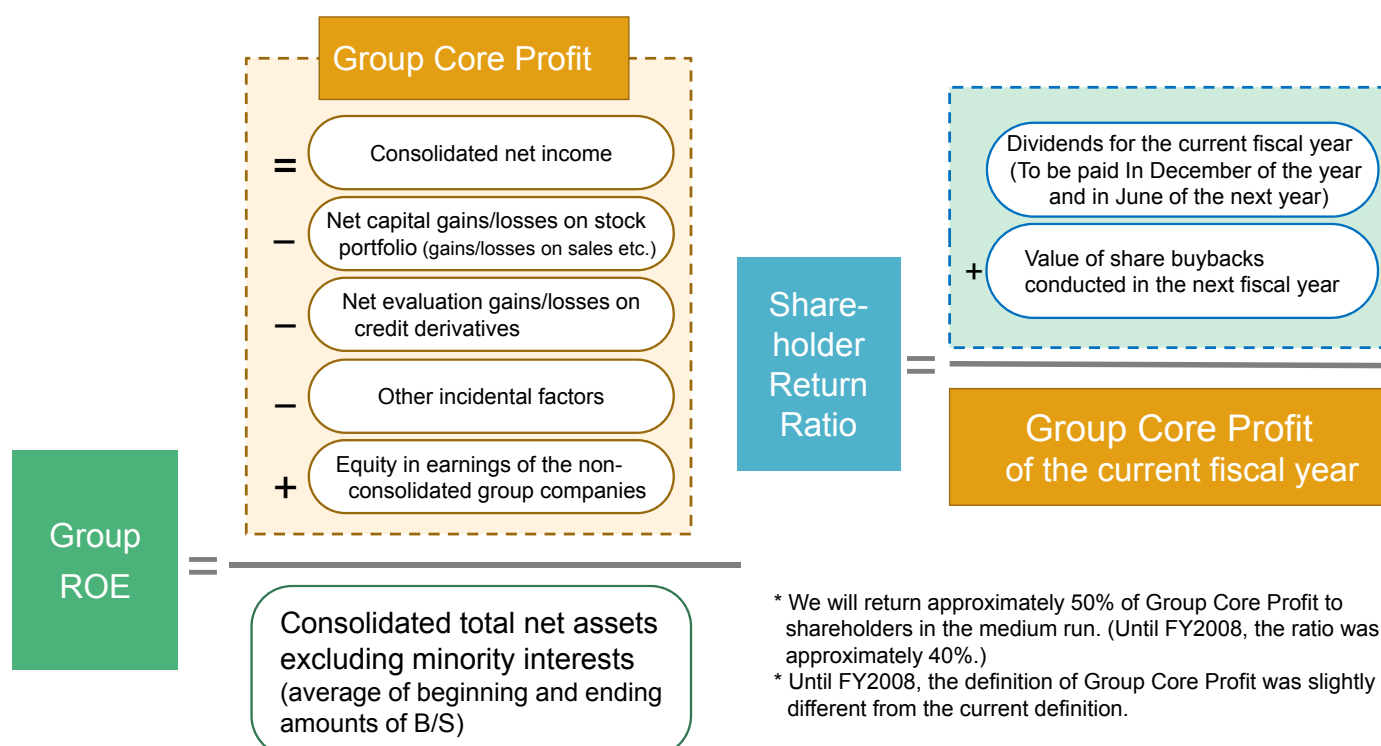 Group Core Profit
=
Consolidated net income
–
Net capital gains/losses on stock
portfolio (gains/losses on sales etc.)
–
Net evaluation gains/losses on
credit derivatives
–
Other incidental factors
+
Equity in earnings of the non-
consolidated group companies
Group
ROE
=
Consolidated total net assets
excluding minority interests
(average of beginning and ending
amounts of B/S)
Share-
holder
Return
Ratio
=
Dividends for the current fiscal year
(To be paid In December of the year
and in June of the next year)
+
Value of share buybacks
conducted in the next fiscal year
Group Core Profit
of the current fiscal year
* We will return approximately 50% of Group Core Profit to
shareholders in the medium run. (Until FY2008, the ratio was
approximately 40%.)
* Until FY2008, the definition of Group Core Profit was slightly
different from the current definition.